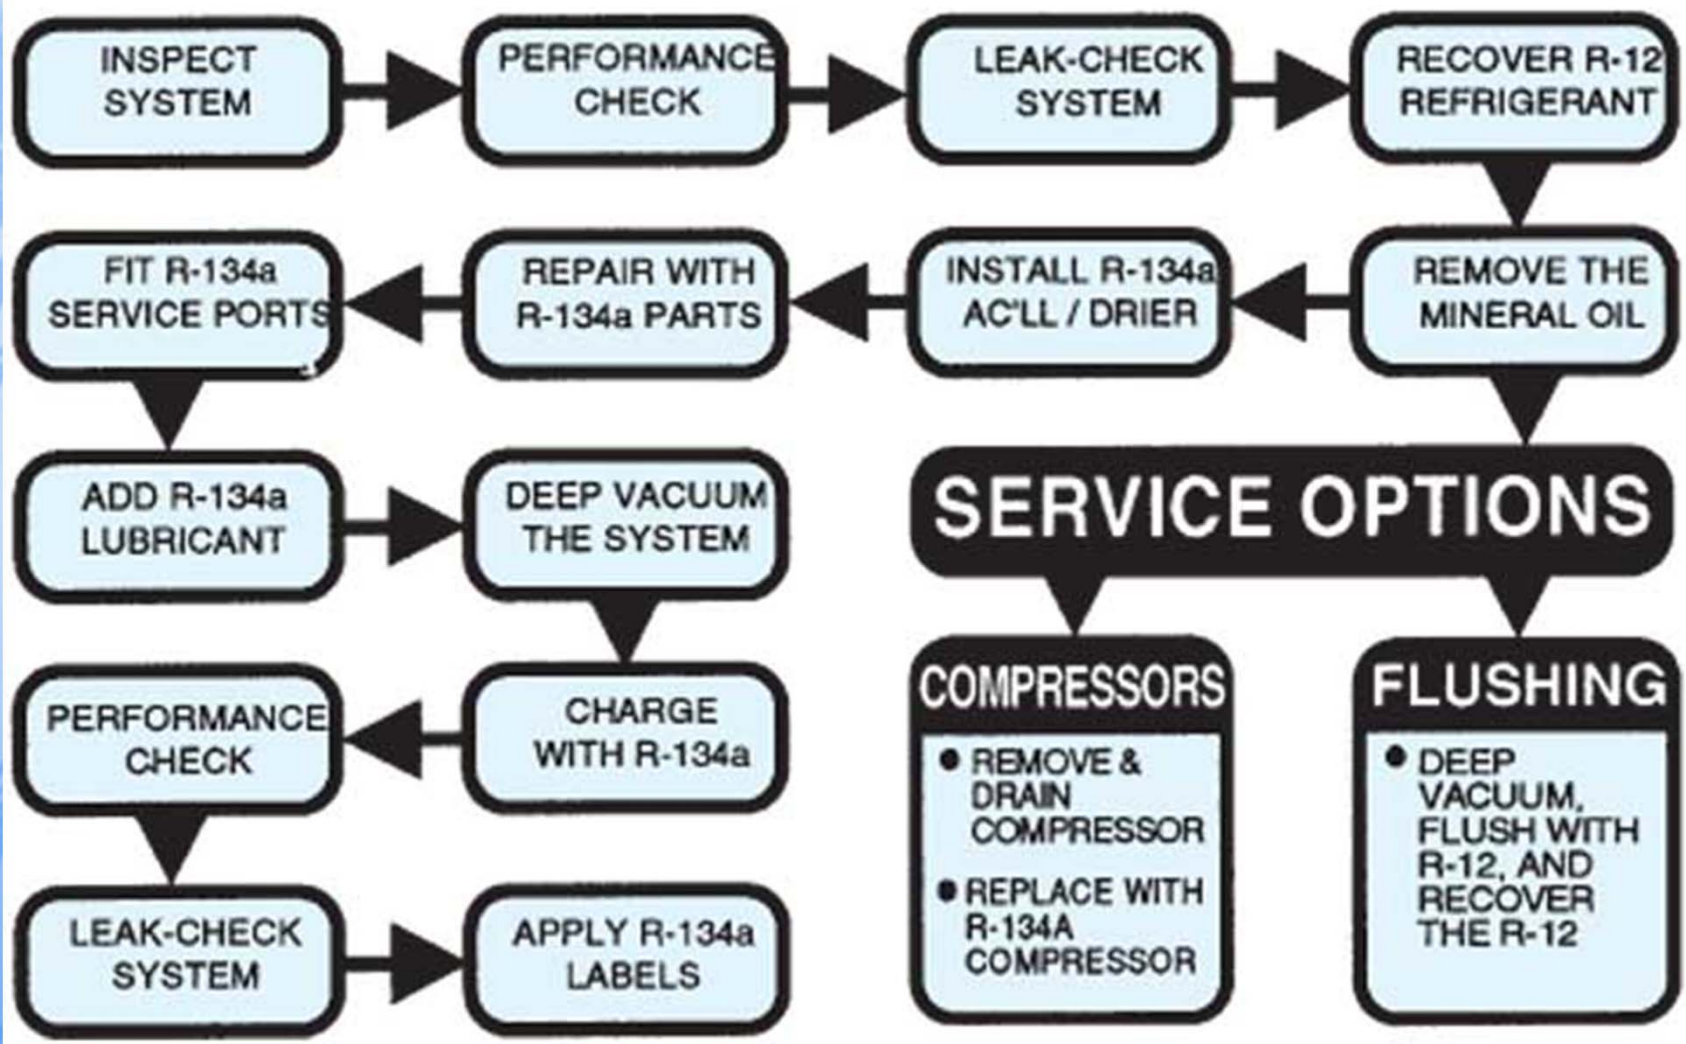 INSPECT
SYSTEM
PERFORMANCE
CHECK
LEAK-CHECK
SYSTEM
RECOVER R-12
REFRIGERANT
REMOVE THE
MINERAL OIL
INSTALL R-134a
AC'LL / DRIER
REPAIR WITH
R-134a PARTS
FIT R-134a
SERVICE PORTS
ADD R-134a
LUBRICANT
DEEP VACUUM
THE SYSTEM
CHARGE
WITH R-134a
PERFORMANCE
CHECK
LEAK-CHECK
SYSTEM
APPLY R-134a
LABELS
SERVICE OPTIONS
COMPRESSORS
● REMOVE &
DRAIN
COMPRESSOR
● REPLACE WITH
R-134A
COMPRESSOR
FLUSHING
● DEEP
VACUUM,
FLUSH WITH
R-12, AND
RECOVER
THE R-12